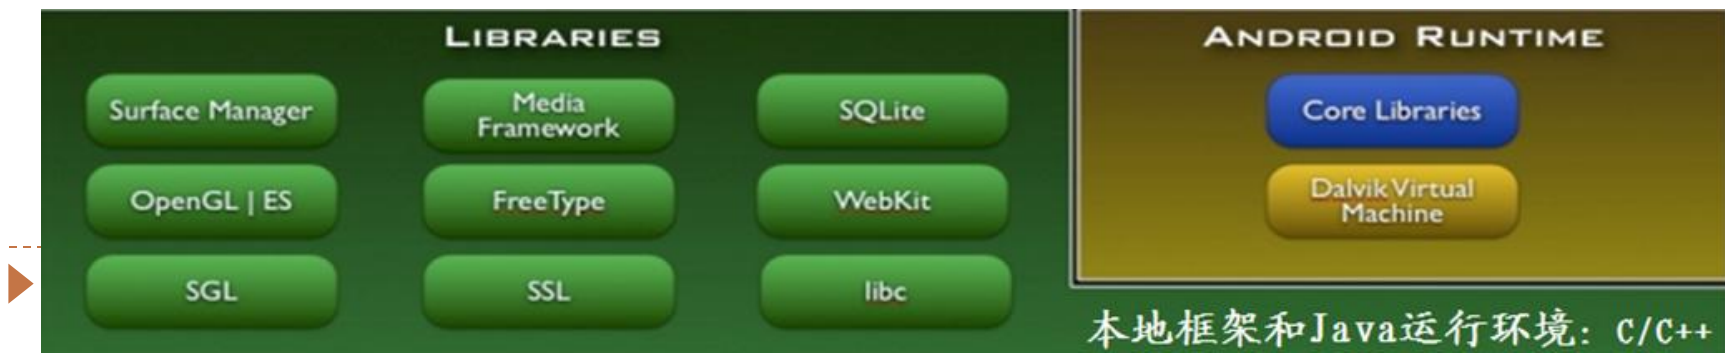 LIBRARIES
Surface Manager
Media
Framework
SQLite
OpenGL | ES
FreeType
WebKit
SGL
SSL
libc
ANDROID RUNTIME
Core Libraries
Dalvik Virtual
Machine
本地框架和Java运行环境: C/C++